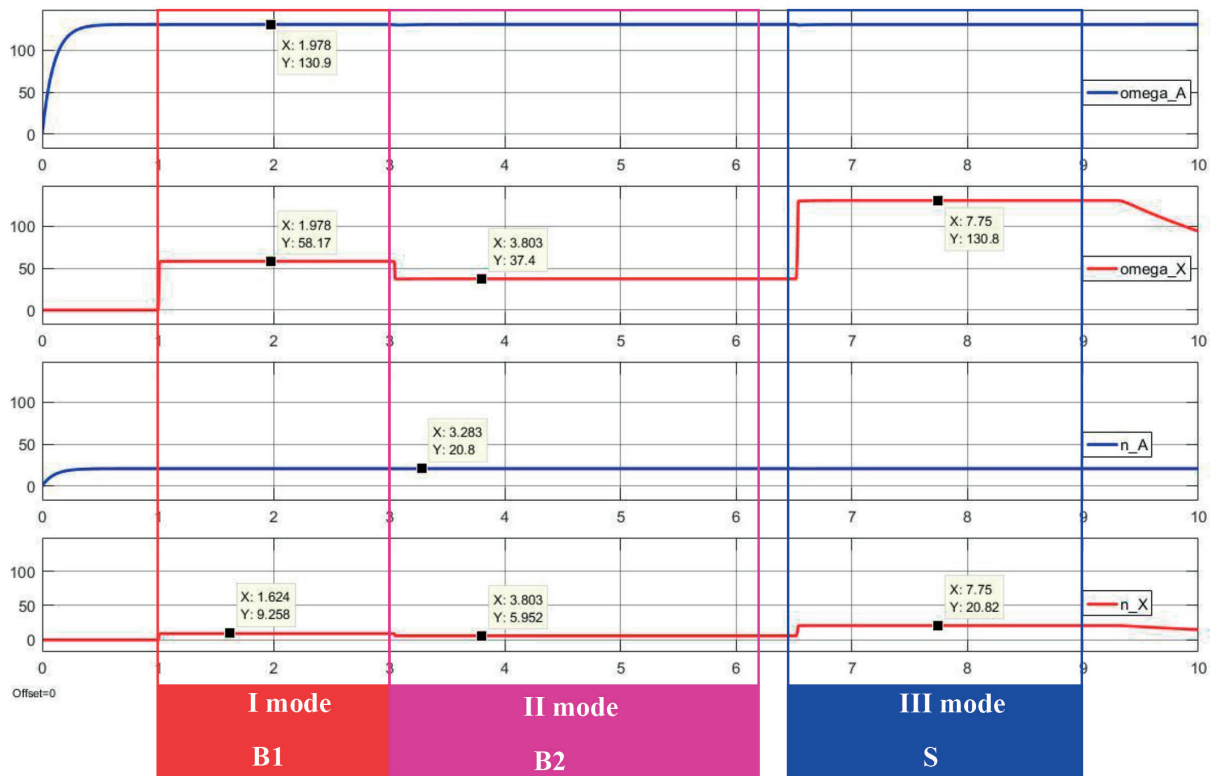 100
50
0
X: 1.978
Y: 130.9
omega_A
0 1 2 3 4 5 6 7 8 9 10
100
50
0
X: 1.978
Y: 58.17
X: 3.803
Y: 37.4
X: 7.75
Y: 130.8
omega_X
0 1 2 3 4 5 6 7 8 9 10
100
50
0
X: 3.283
Y: 20.8
n_A
0 1 2 3 4 5 6 7 8 9 10
100
50
0
X: 1.624
Y: 9.258
X: 3.803
Y: 5.952
X: 7.75
Y: 20.82
n_X
0 1 2 3 4 5 6 7 8 9 10
Offset=0
I mode
B1
II mode
B2
III mode
S